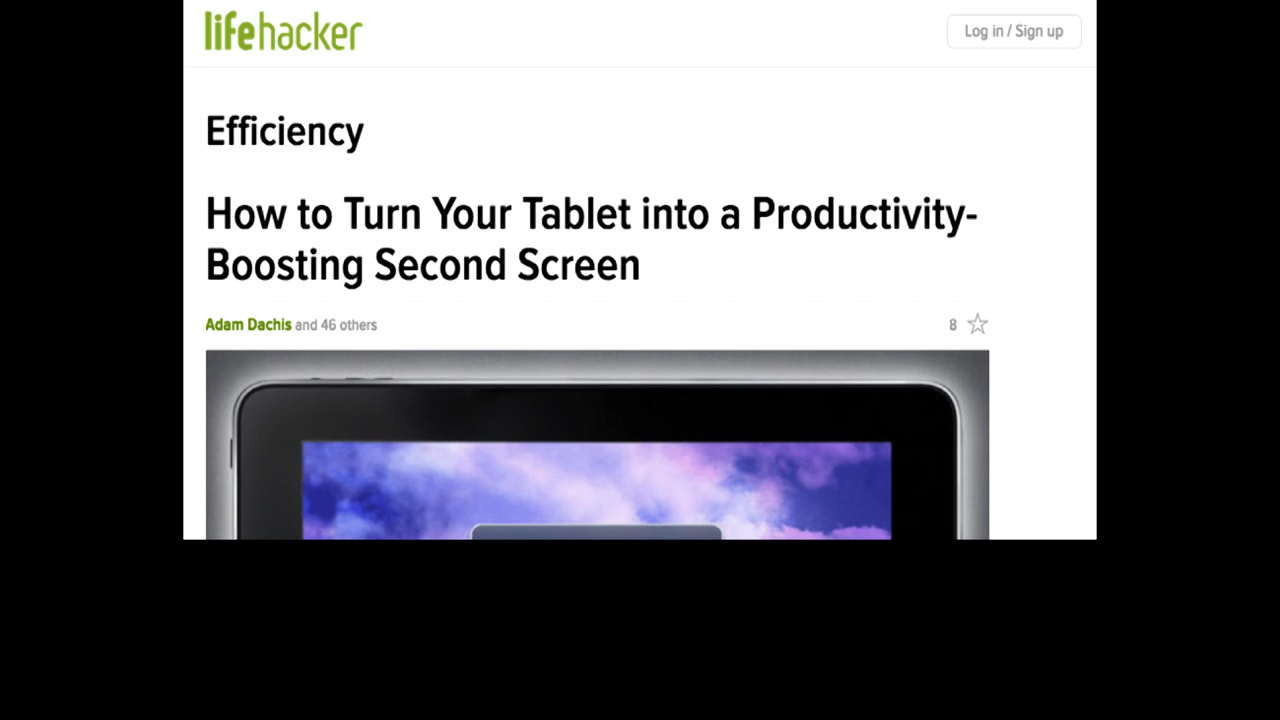 lifehacker
Log in / Sign up
Efficiency
How to Turn Your Tablet into a Productivity-
Boosting Second Screen
Adam Dachis and 46 others
8